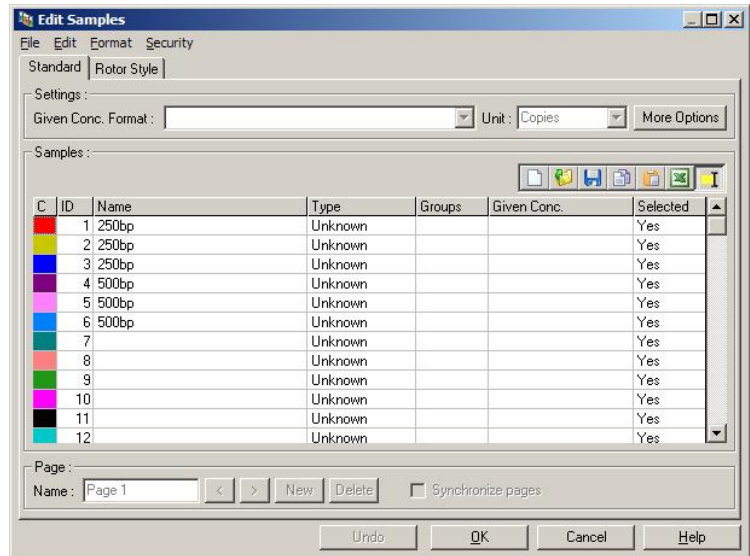 Edit Samples
File Edit Format Security
Standard Rotor Style
Settings :
Given Conc. Format : Unit : Copies More Options
Samples :
C ID Name Type Groups Given Conc. Selected
1 250bp Unknown Yes
2 250bp Unknown Yes
3 250bp Unknown Yes
4 500bp Unknown Yes
5 500bp Unknown Yes
6 500bp Unknown Yes
7 Unknown Yes
8 Unknown Yes
9 Unknown Yes
10 Unknown Yes
11 Unknown Yes
12 Unknown Yes
Page :
Name : Page 1 < > New Delete Synchronize pages
Undo OK Cancel Help